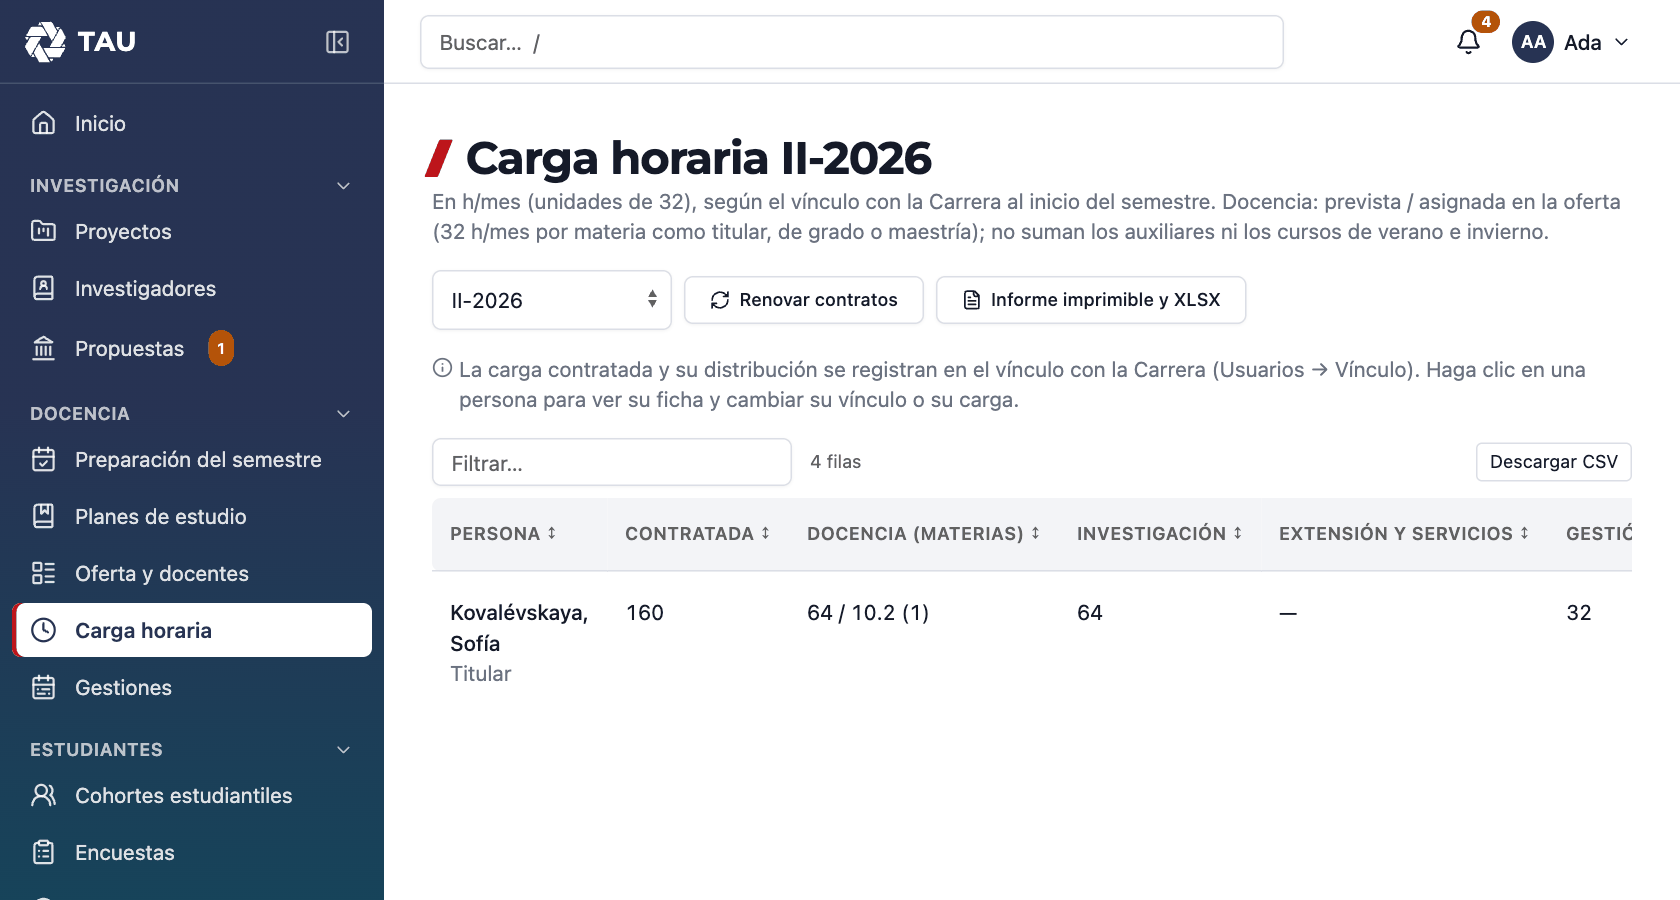 TAU
Buscar... /
4
AA
Ada
Inicio
INVESTIGACIÓN
Proyectos
Investigadores
Propuestas
1
DOCENCIA
Preparación del semestre
Planes de estudio
Oferta y docentes
Carga horaria
Gestiones
ESTUDIANTES
Cohortes estudiantiles
Encuestas
Carga horaria II-2026
En h/mes (unidades de 32), según el vínculo con la Carrera al inicio del semestre. Docencia: prevista / asignada en la oferta
(32 h/mes por materia como titular, de grado o maestría); no suman los auxiliares ni los cursos de verano e invierno.
II-2026
Renovar contratos
Informe imprimible y XLSX
La carga contratada y su distribución se registran en el vínculo con la Carrera (Usuarios → Vínculo). Haga clic en una
persona para ver su ficha y cambiar su vínculo o su carga.
Filtrar...
4 filas
Descargar CSV
PERSONA CONTRATADA DOCENCIA (MATERIAS) INVESTIGACIÓN EXTENSIÓN Y SERVICIOS GESTIÓ
Kovalévskaya, 160 64 / 10.2 (1) 64 — 32
Sofía
Titular